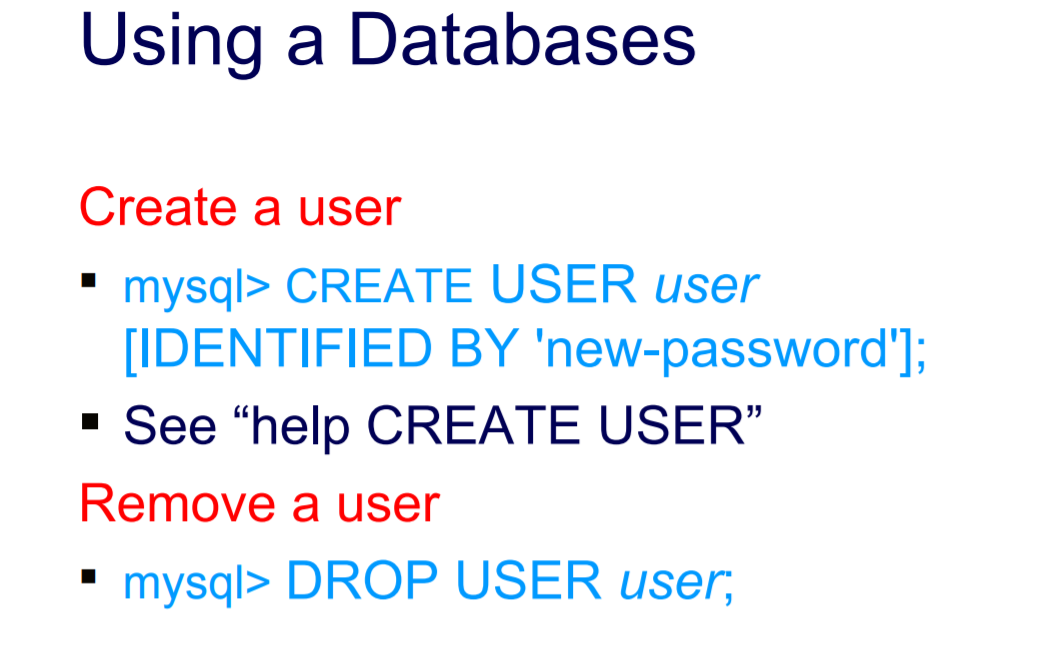 Using a Databases
Create a user
▪ mysql> CREATE USER user
[IDENTIFIED BY 'new-password'];
▪ See “help CREATE USER”
Remove a user
▪ mysql> DROP USER user;